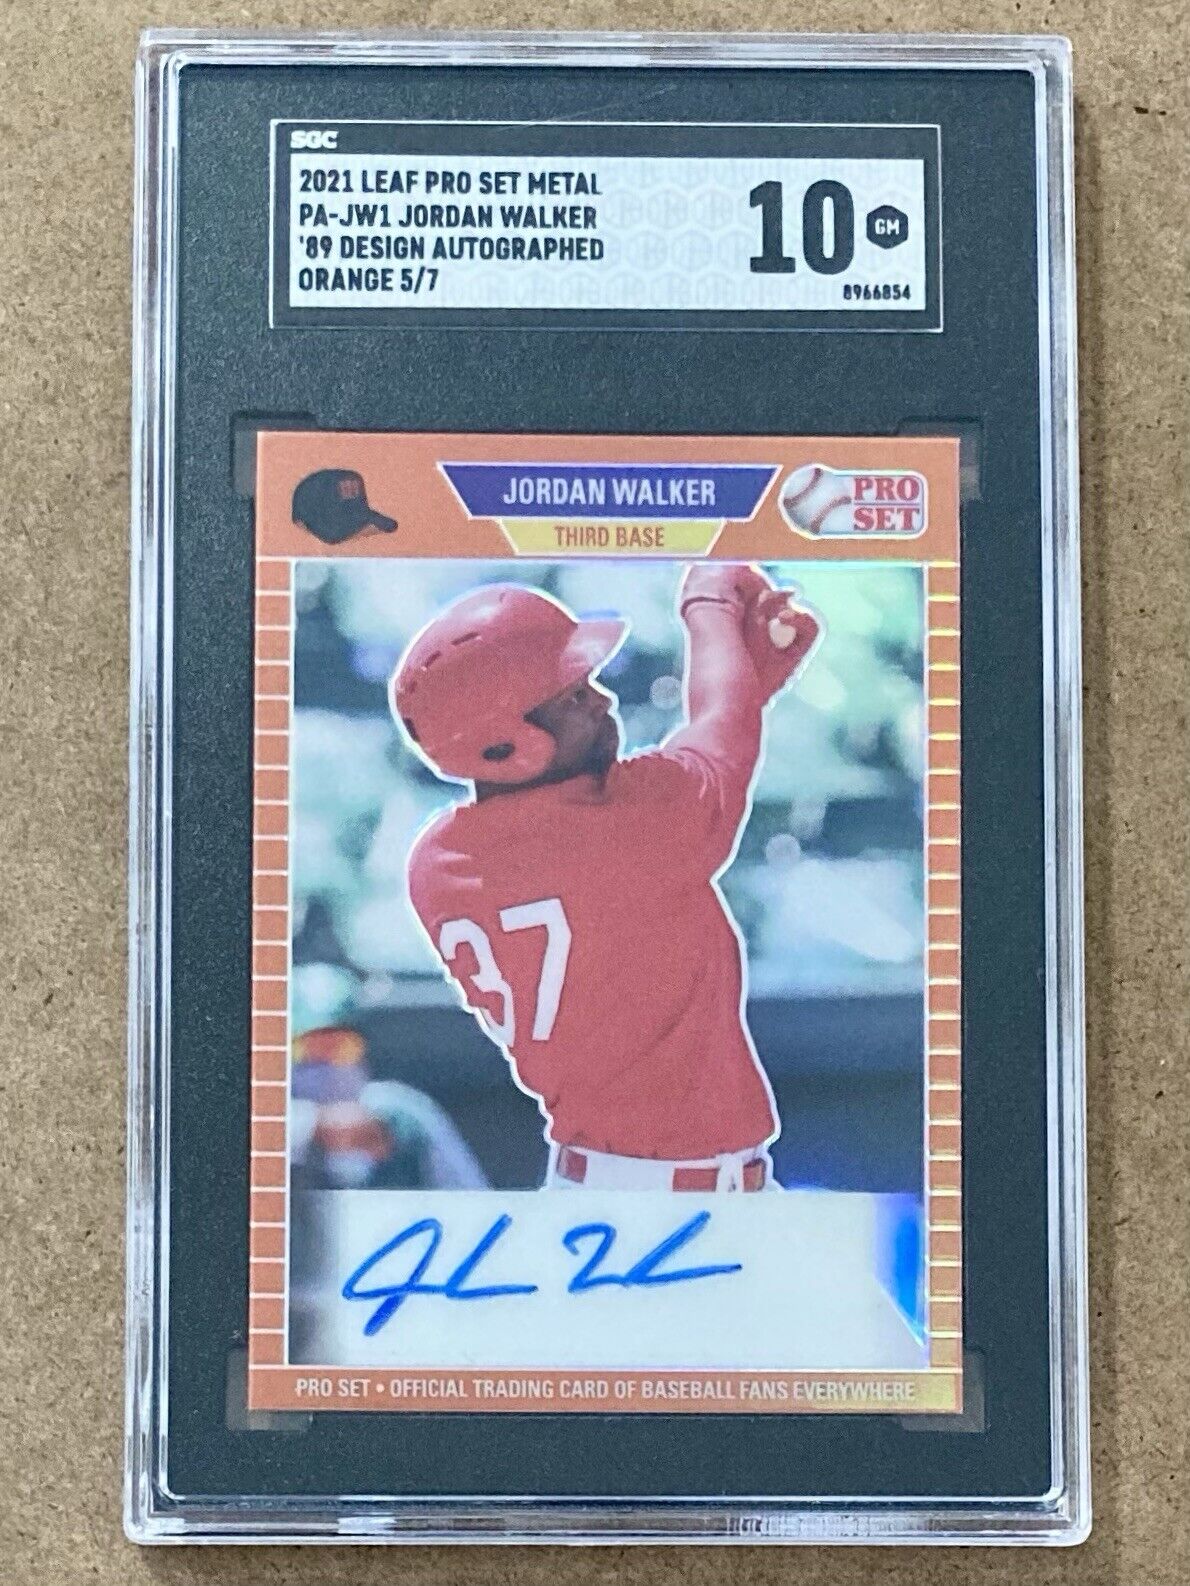 SGC
2021 LEAF PRO SET METAL
PA-JW1 JORDAN WALKER
'89 DESIGN AUTOGRAPHED
ORANGE 5/7
10 GM
8966854
JORDAN WALKER
THIRD BASE
PRO
SET
37
PRO SET • OFFICIAL TRADING CARD OF BASEBALL FANS EVERYWHERE